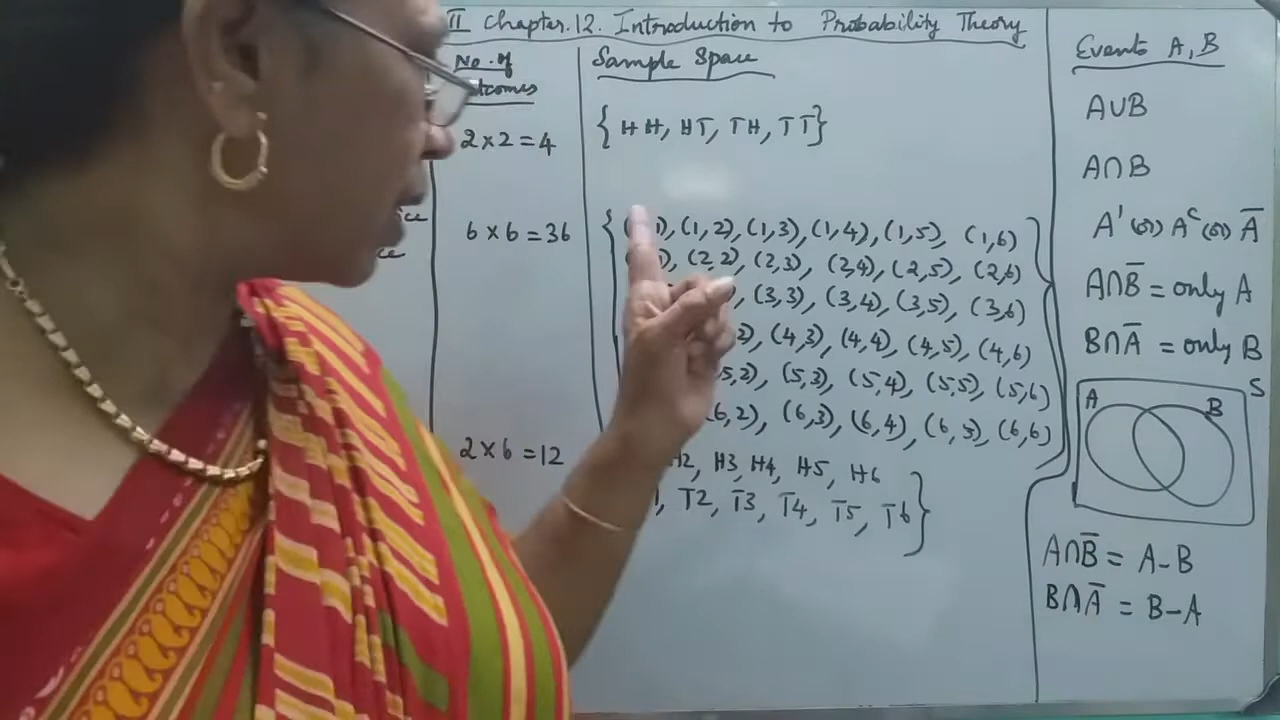 II Chapter.12. Introduction to Probability Theory
No. of
Sample Space
{HH, HT, TH, TT}
2×2=4
6×6=36
(1,2), (1,3), (1,4), (1,5), (1,6)
(2,2), (2,3), (2,4), (2,5), (2,6)
(3,3), (3,4), (3,5), (3,6)
(4,3), (4,4), (4,5), (4,6)
(5,3), (5,4), (5,5), (5,6)
(6,3), (6,4), (6,5), (6,6)
2×6=12
H3, H4, H5, H6
T2, T3, T4, T5, T6
Events A, B
A∪B
A∩B
A' (or) Aᶜ (or) A̅
A∩B̅ = only A
B∩A̅ = only B
S
A B
A∩B̅ = A-B
B∩A̅ = B-A